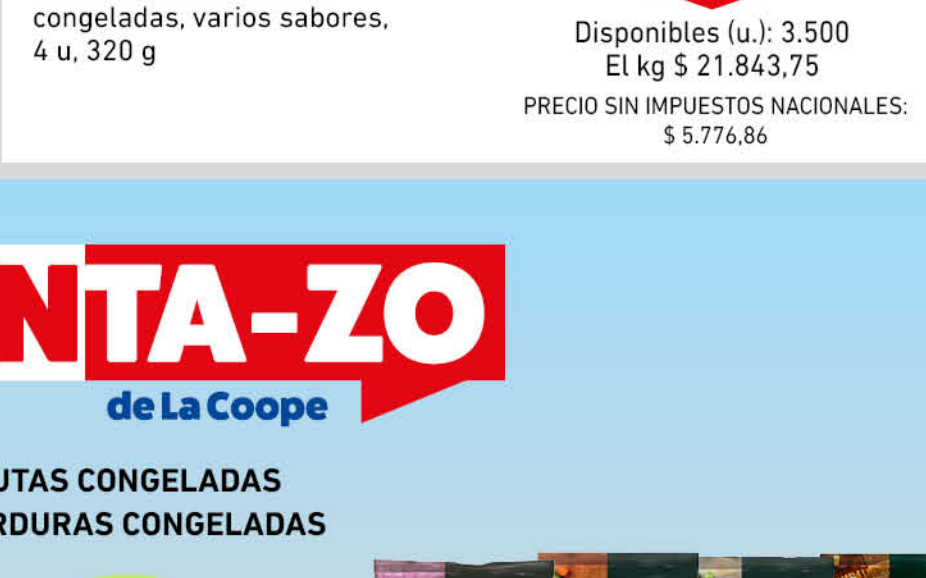 congeladas, varios sabores,
4 u, 320 g
Disponibles (u.): 3.500
El kg $ 21.843,75
PRECIO SIN IMPUESTOS NACIONALES:
$ 5.776,86
NTA-ZO
de La Coope
UTAS CONGELADAS
RDURAS CONGELADAS